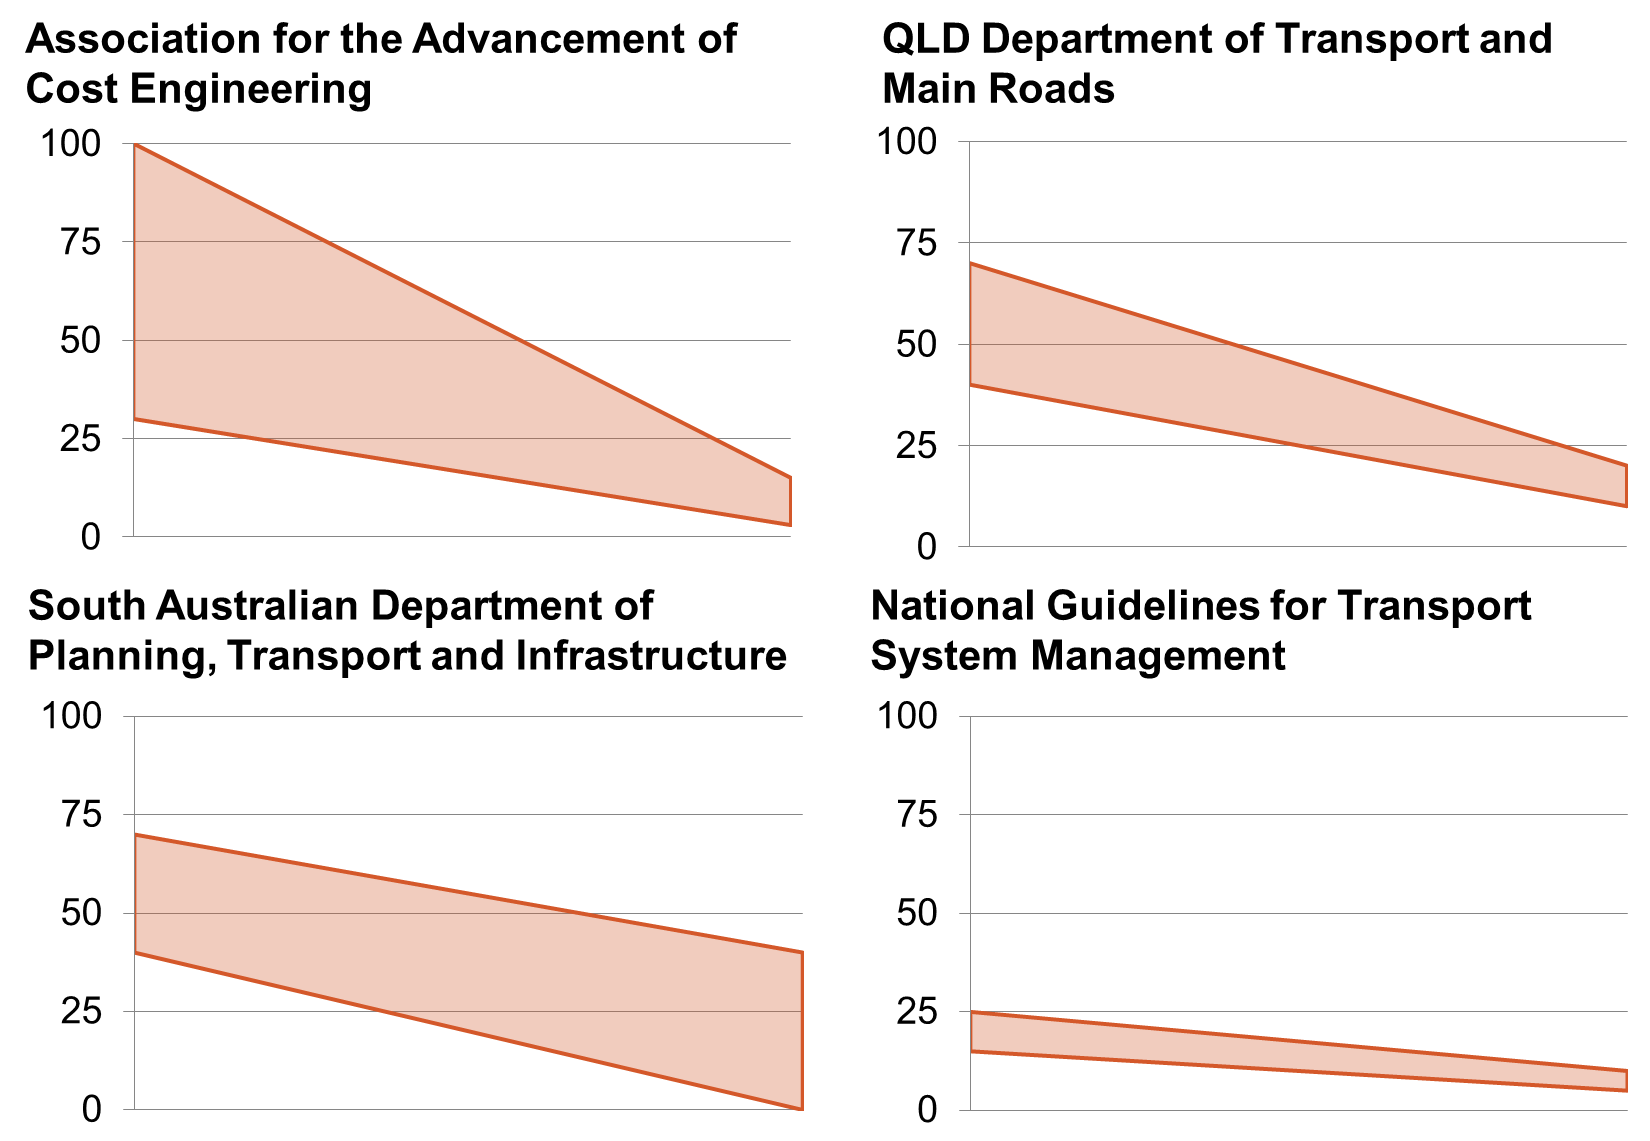 Association for the Advancement of
Cost Engineering
100
75
50
25
0
QLD Department of Transport and
Main Roads
100
75
50
25
0
South Australian Department of
Planning, Transport and Infrastructure
100
75
50
25
0
National Guidelines for Transport
System Management
100
75
50
25
0